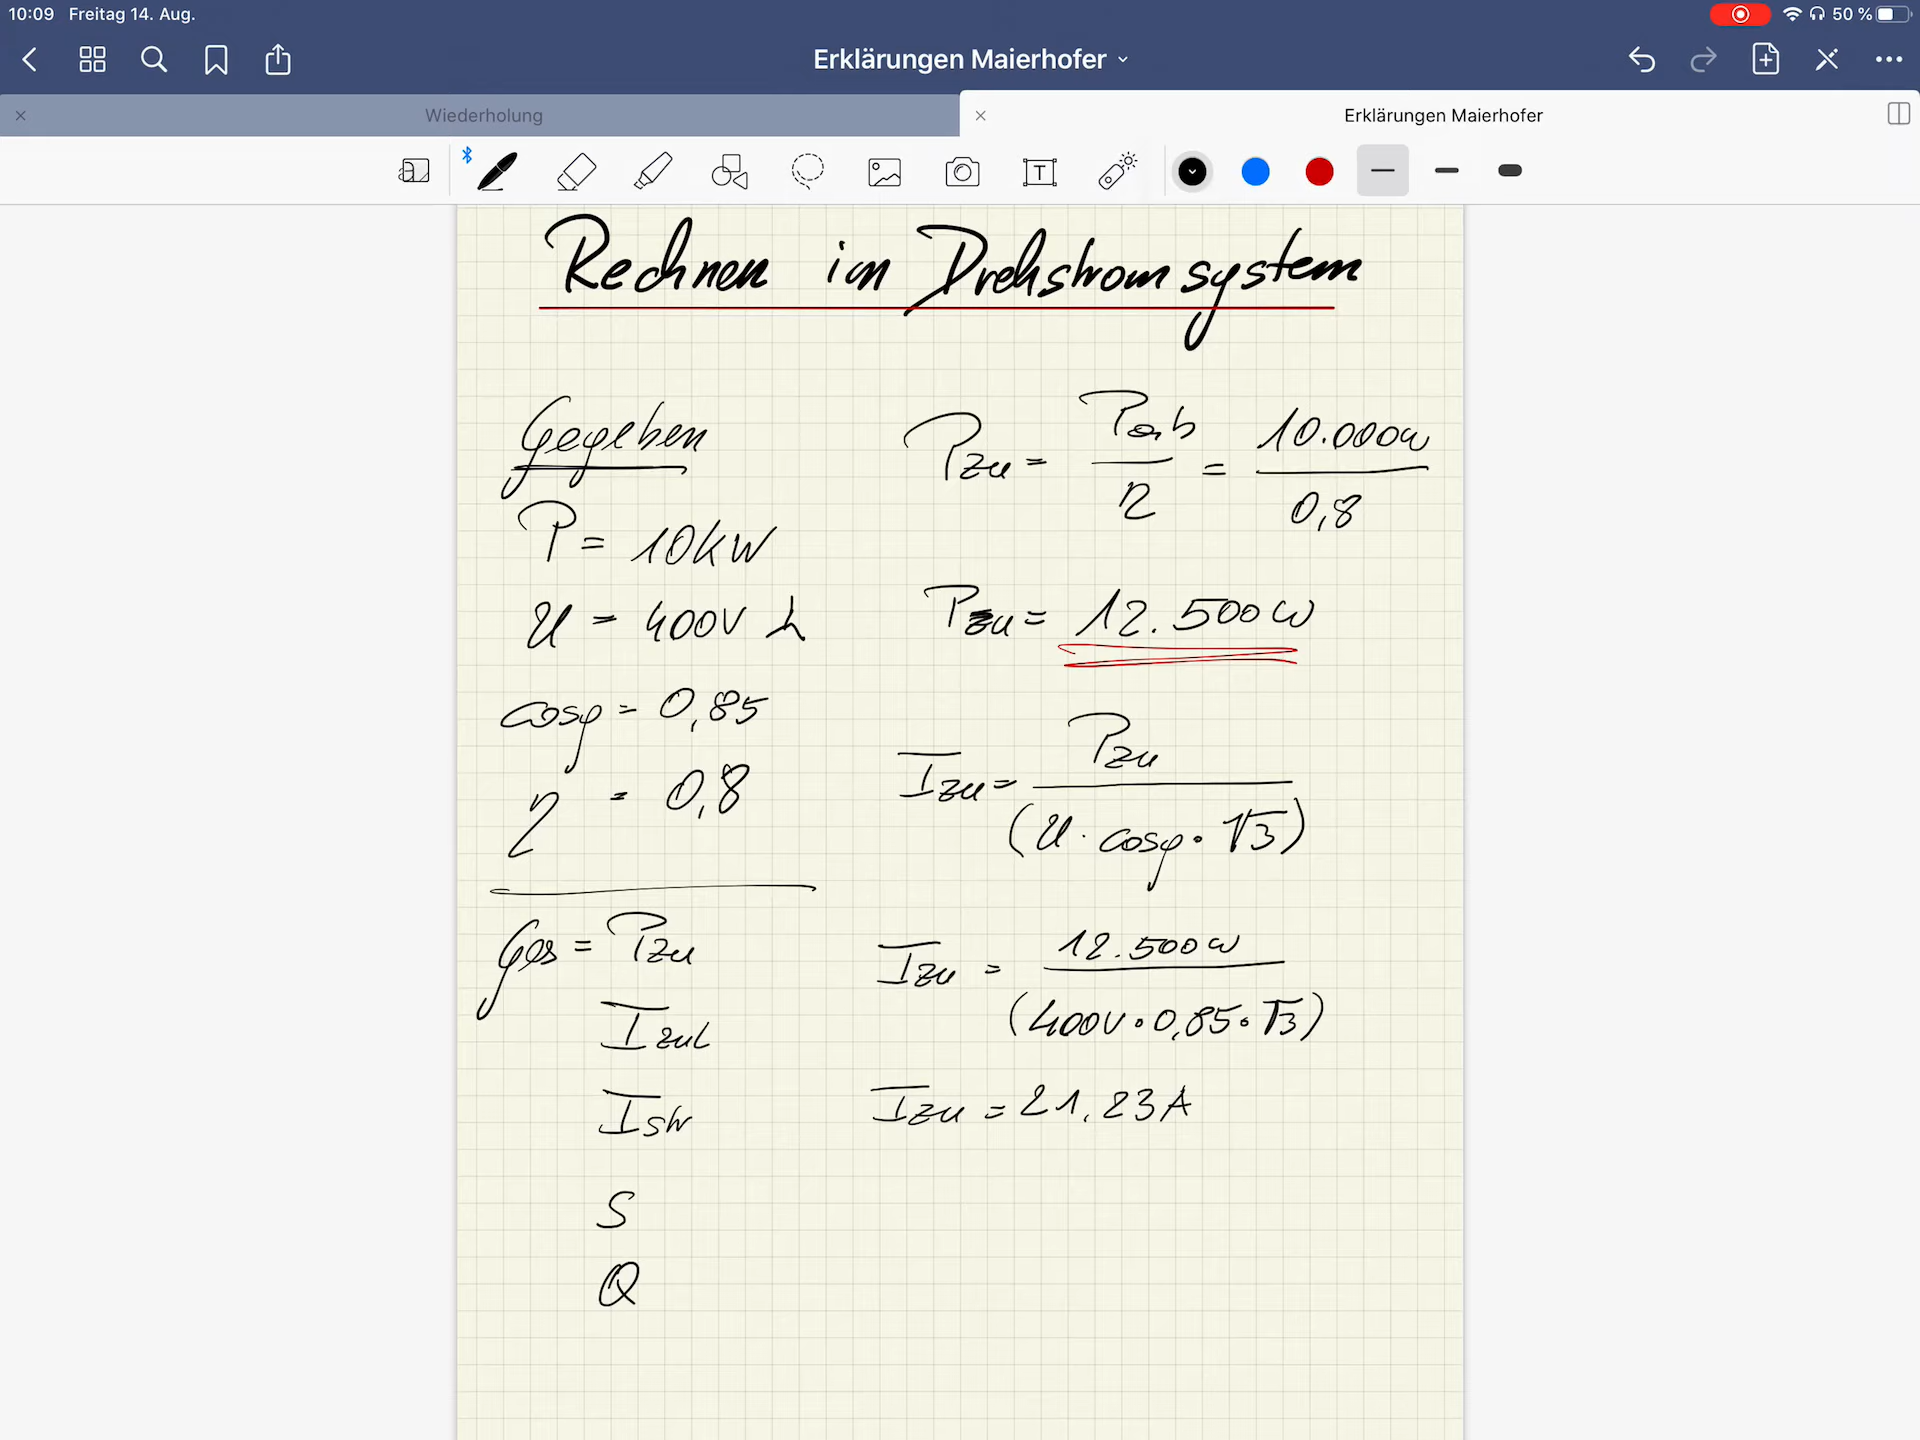 10:09 Freitag 14. Aug.
50 %
Erklärungen Maierhofer
Wiederholung
Erklärungen Maierhofer
T
Rechnen im Drehstromsystem
Gegeben
P = 10kW
U = 400V
cosφ = 0,85
η = 0,8
Ges = Pzu
IzuL
Istr
S
Q
Pzu = Pab / η = 10.000W / 0,8
Pzu = 12.500W
Izu = Pzu / (U · cosφ · √3)
Izu = 12.500W / (400V · 0,85 · √3)
Izu = 21,23A